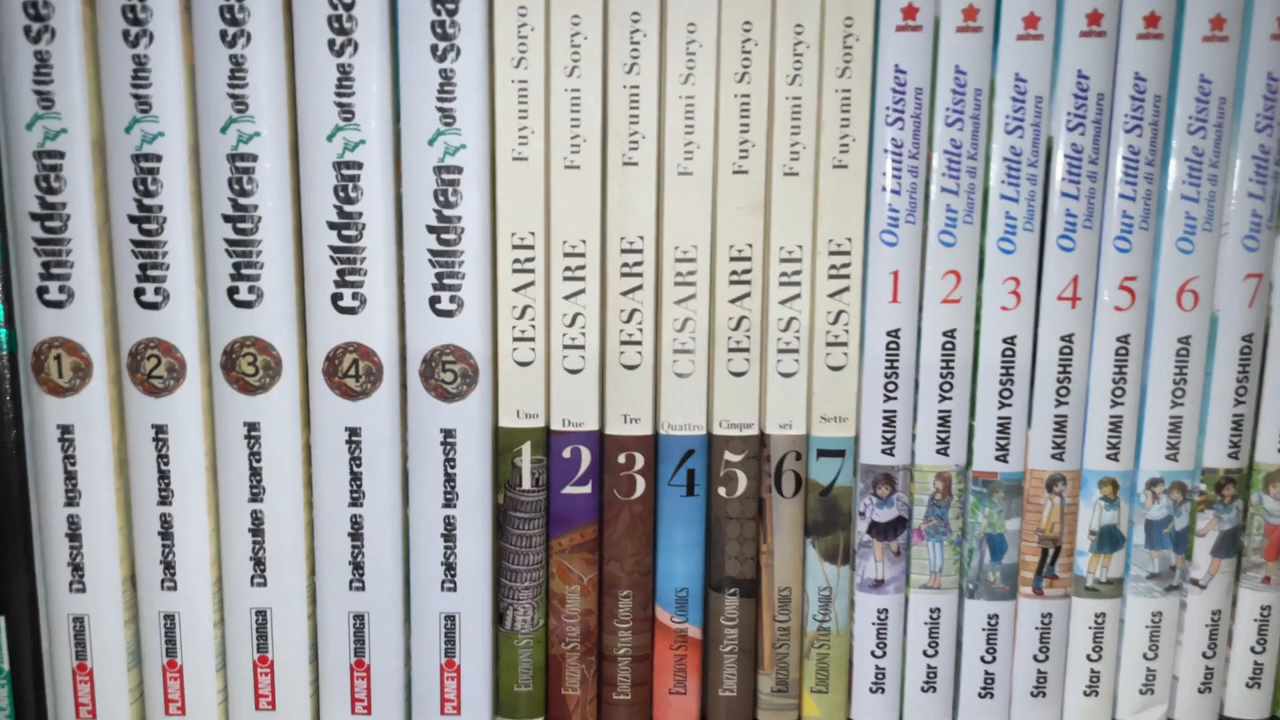 Children of the Sea 1 Daisuke Igarashi PLANET manga
Children of the Sea 2 Daisuke Igarashi PLANET manga
Children of the Sea 3 Daisuke Igarashi PLANET manga
Children of the Sea 4 Daisuke Igarashi PLANET manga
Children of the Sea 5 Daisuke Igarashi PLANET manga
Fuyumi Soryo CESARE Uno 1 EDIZIONI STAR
Fuyumi Soryo CESARE Due 2 EDIZIONI STAR COMICS
Fuyumi Soryo CESARE Tre 3 EDIZIONI STAR COMICS
Fuyumi Soryo CESARE Quattro 4 EDIZIONI STAR COMICS
Fuyumi Soryo CESARE Cinque 5 EDIZIONI STAR COMICS
Fuyumi Soryo CESARE sei 6 EDIZIONI STAR COMICS
Fuyumi Soryo CESARE Sette 7 EDIZIONI STAR COMICS
Our Little Sister Diario di Kamakura 1 AKIMI YOSHIDA Star Comics
Our Little Sister Diario di Kamakura 2 AKIMI YOSHIDA Star Comics
Our Little Sister Diario di Kamakura 3 AKIMI YOSHIDA Star Comics
Our Little Sister Diario di Kamakura 4 AKIMI YOSHIDA Star Comics
Our Little Sister Diario di Kamakura 5 AKIMI YOSHIDA Star Comics
Our Little Sister Diario di Kamakura 6 AKIMI YOSHIDA Star Comics
Our Little Sister 7 AKIMI YOSHIDA Star Comics